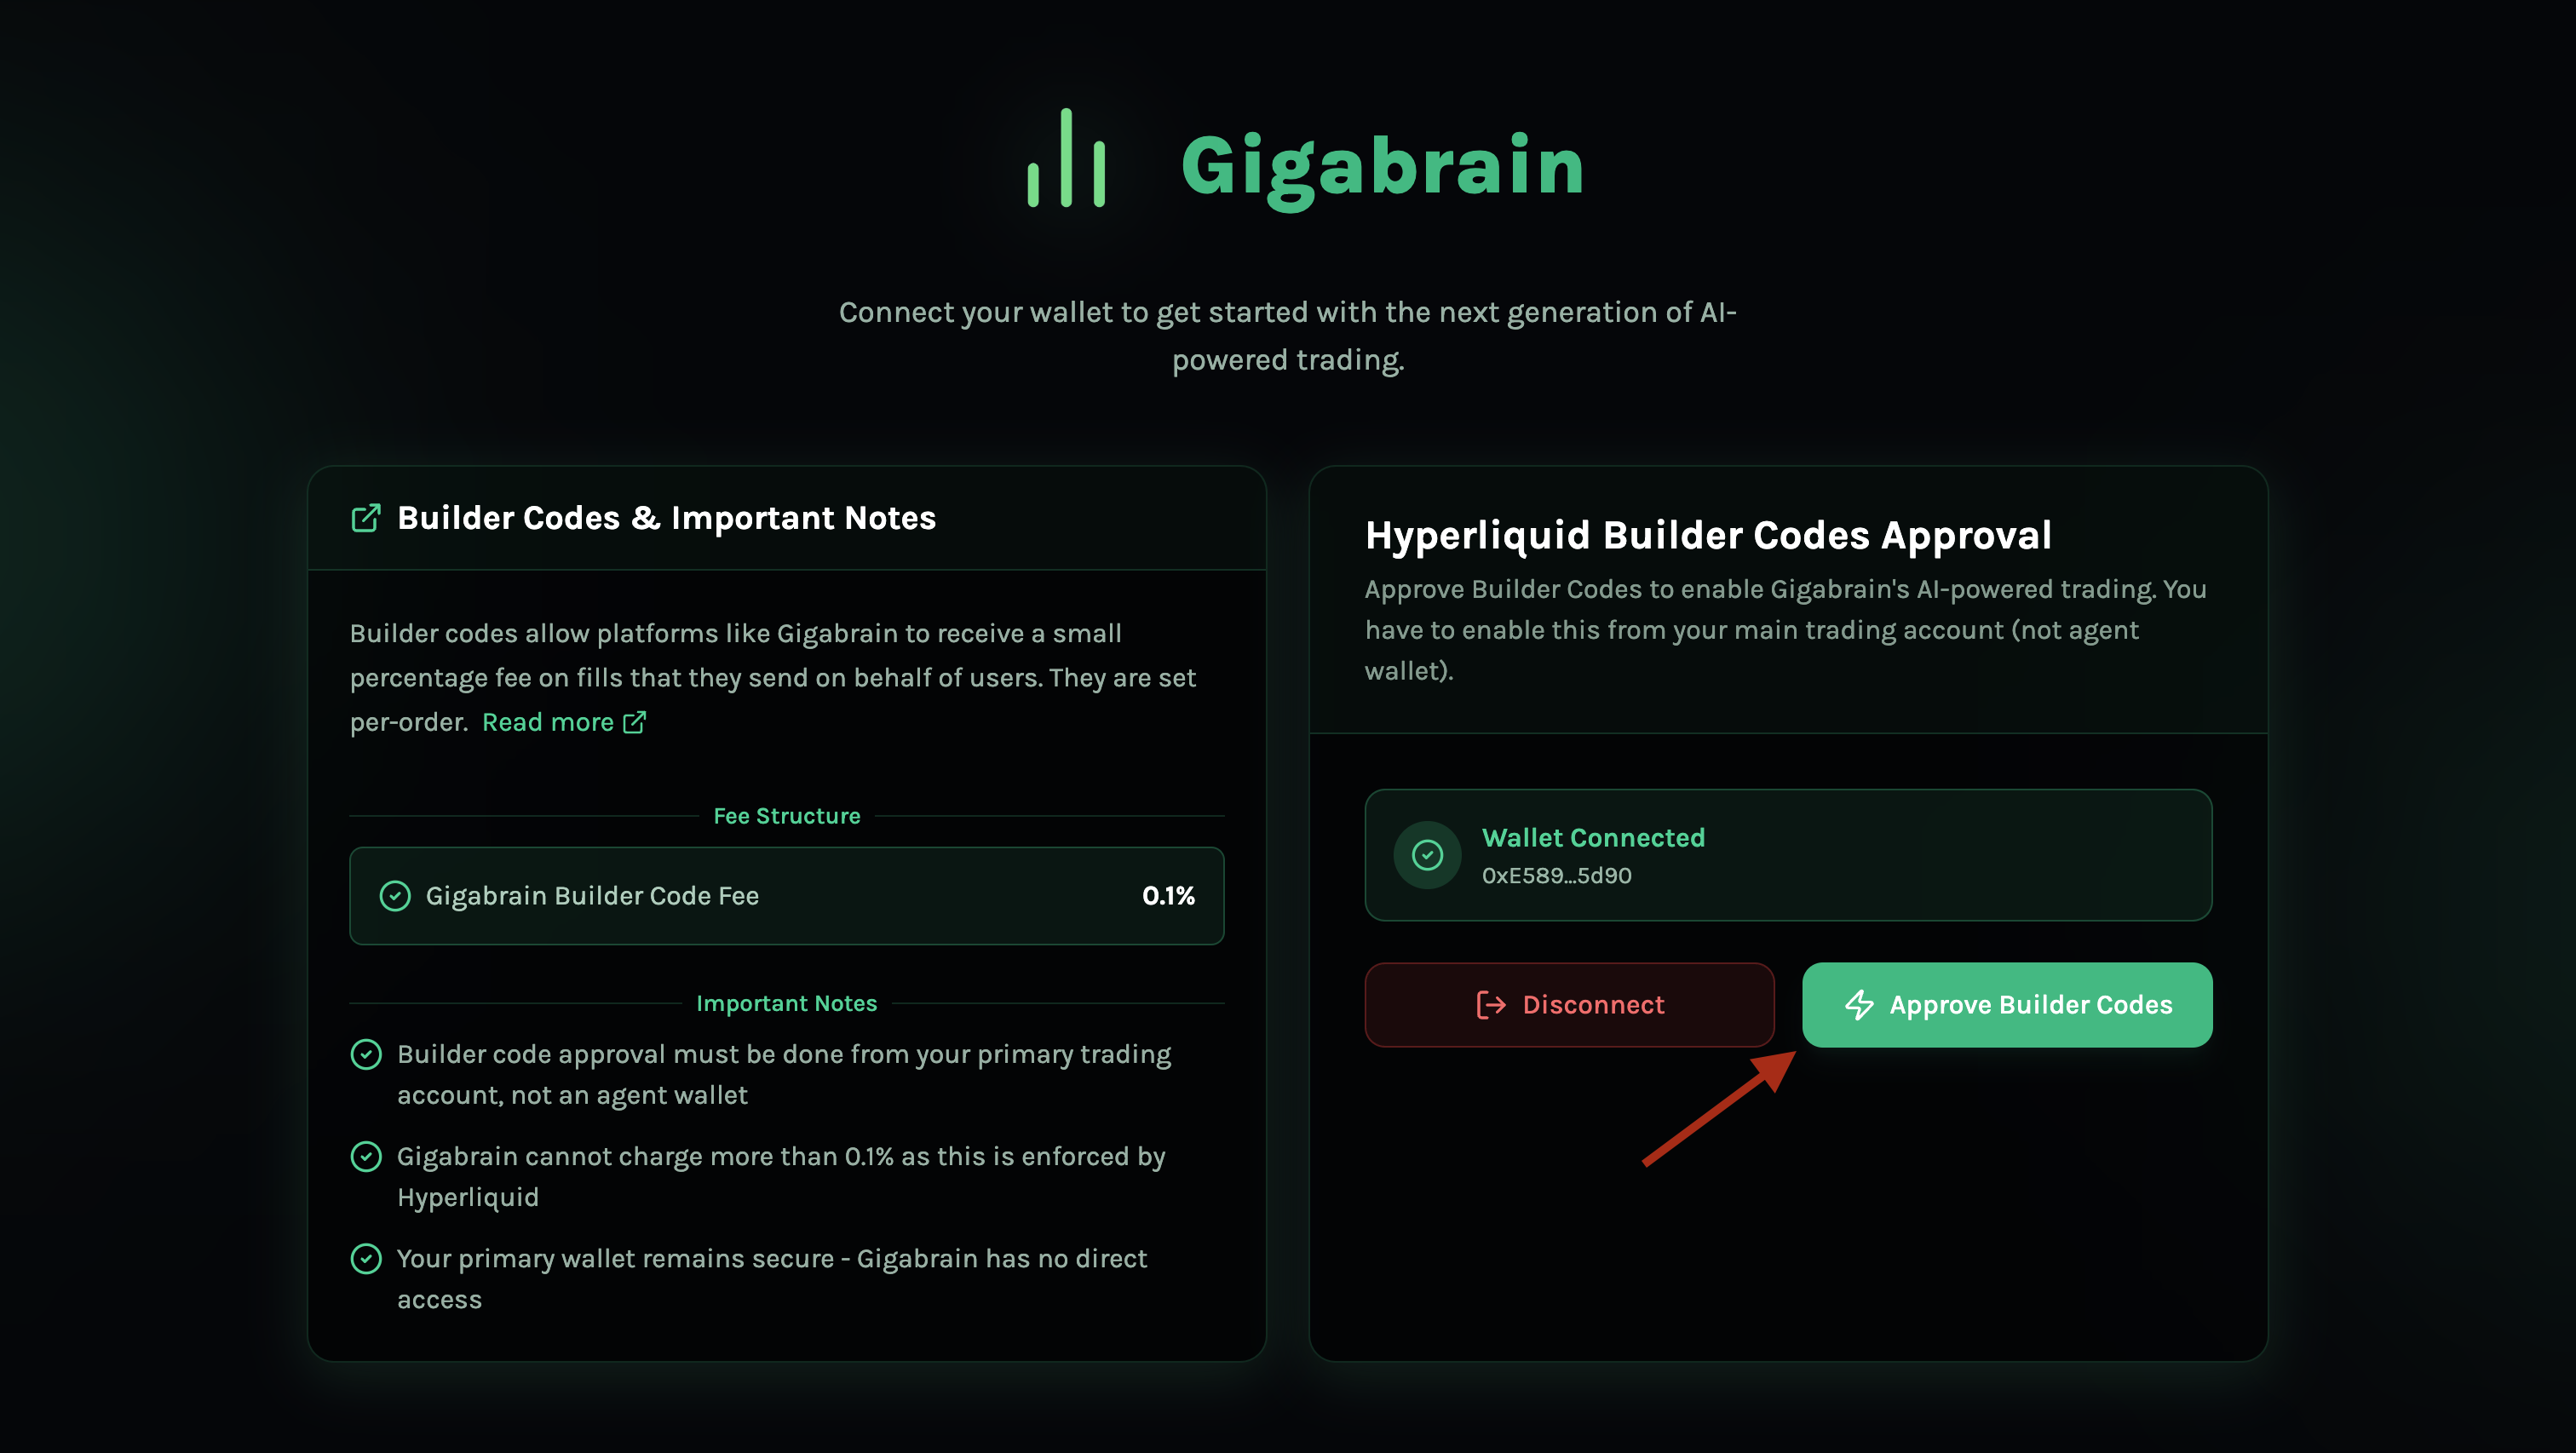 Gigabrain
Connect your wallet to get started with the next generation of AI-
powered trading.
Builder Codes & Important Notes
Builder codes allow platforms like Gigabrain to receive a small
percentage fee on fills that they send on behalf of users. They are set
per-order. Read more
Fee Structure
Gigabrain Builder Code Fee 0.1%
Important Notes
Builder code approval must be done from your primary trading
account, not an agent wallet
Gigabrain cannot charge more than 0.1% as this is enforced by
Hyperliquid
Your primary wallet remains secure - Gigabrain has no direct
access
Hyperliquid Builder Codes Approval
Approve Builder Codes to enable Gigabrain's AI-powered trading. You
have to enable this from your main trading account (not agent
wallet).
Wallet Connected
0xE589...5d90
Disconnect
Approve Builder Codes